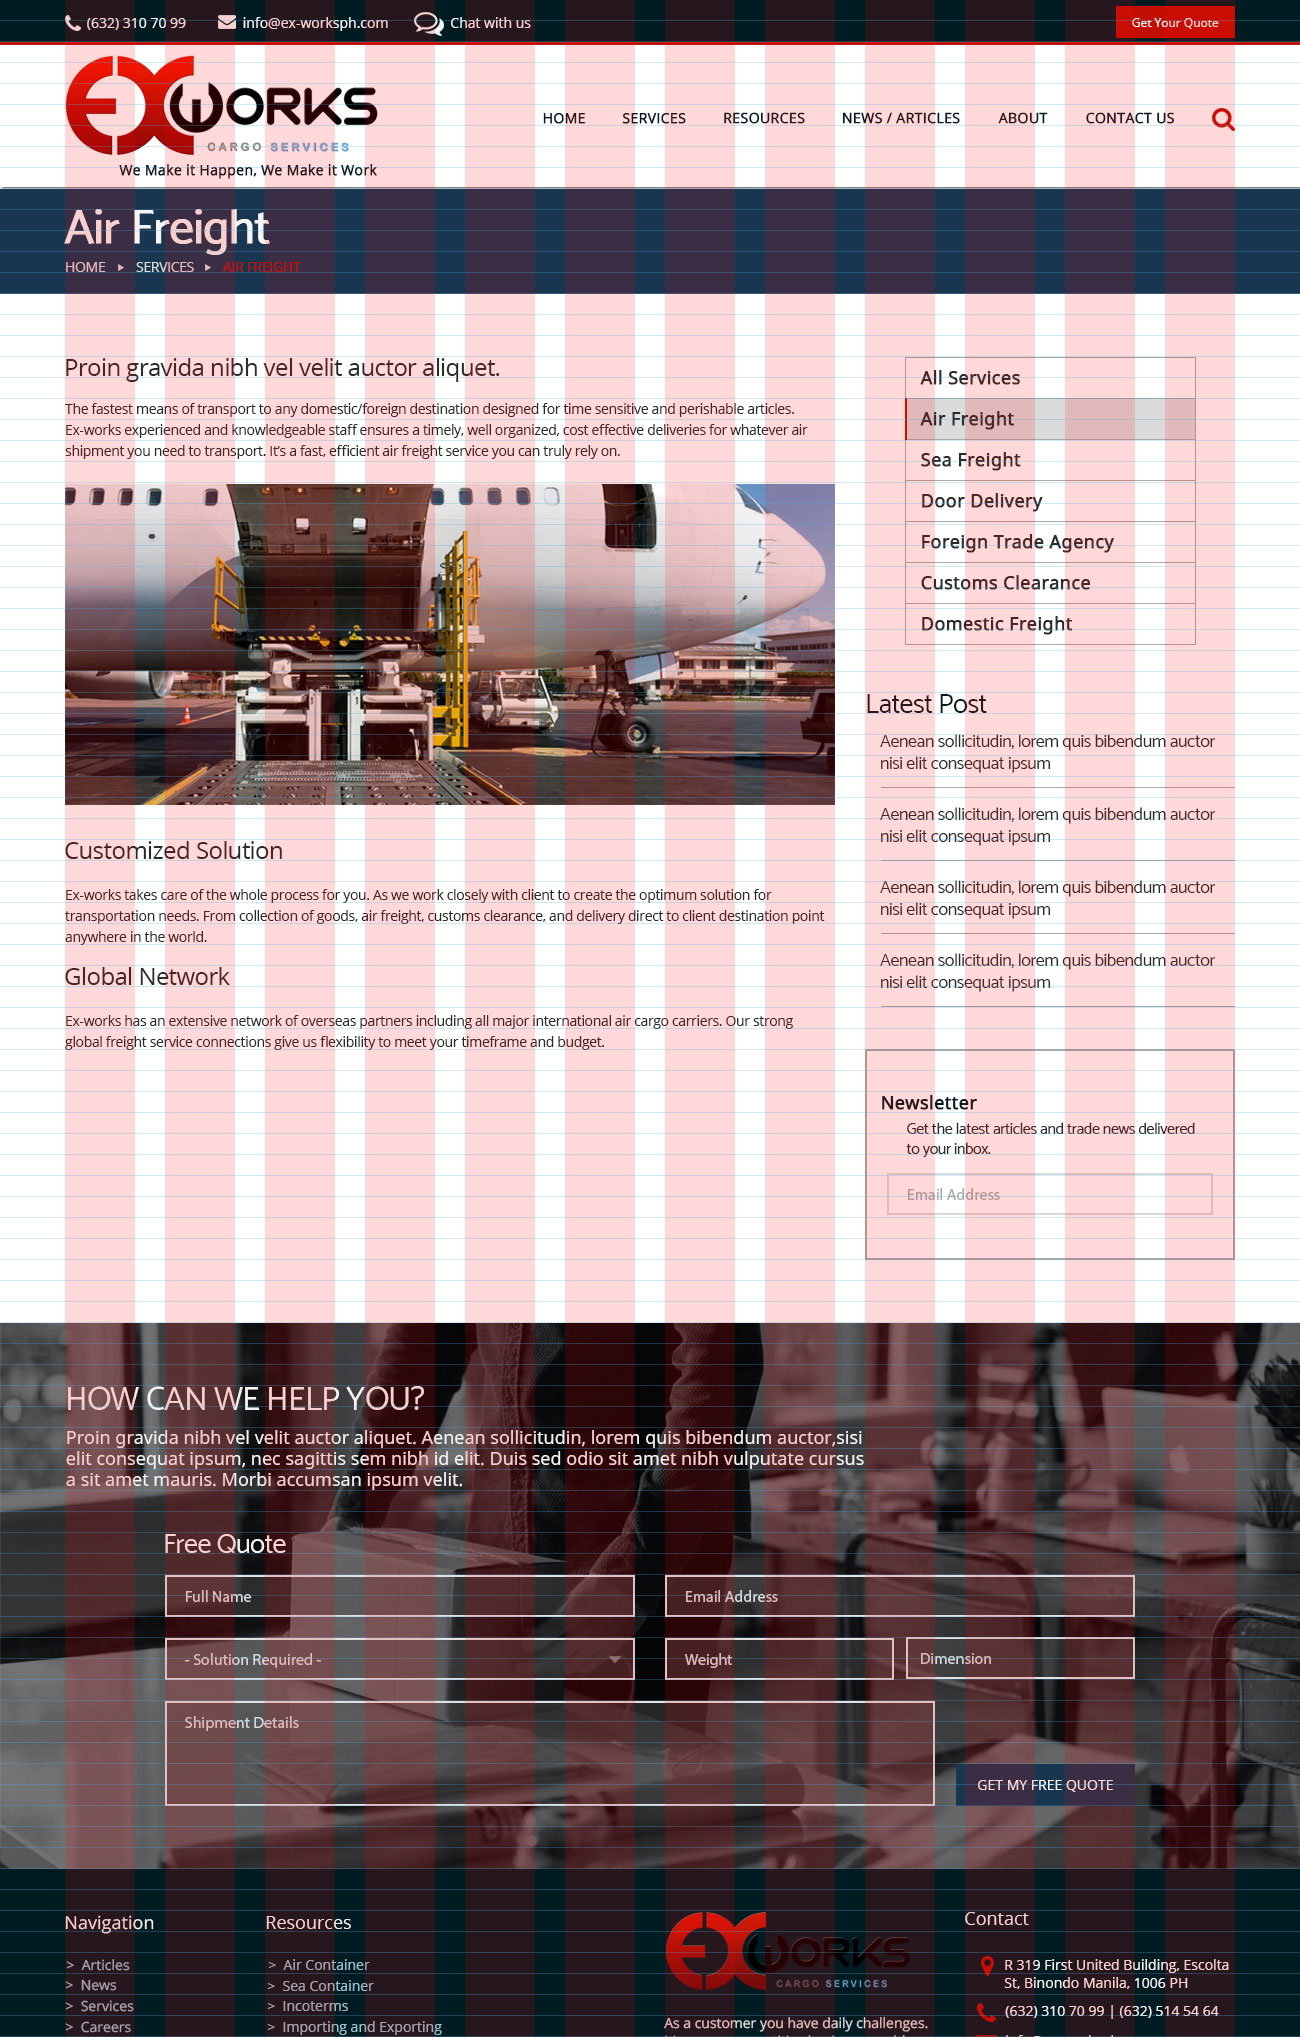 (632) 310 70 99
info@ex-worksph.com
Chat with us
Get Your Quote
EXWORKS
CARGO SERVICES
We Make it Happen, We Make it Work
HOME
SERVICES
RESOURCES
NEWS / ARTICLES
ABOUT
CONTACT US
Air Freight
HOME
SERVICES
AIR FREIGHT
Proin gravida nibh vel velit auctor aliquet.
The fastest means of transport to any domestic/foreign destination designed for time sensitive and perishable articles.
Ex-works experienced and knowledgeable staff ensures a timely, well organized, cost effective deliveries for whatever air
shipment you need to transport. It's a fast, efficient air freight service you can truly rely on.
Customized Solution
Ex-works takes care of the whole process for you. As we work closely with client to create the optimum solution for
transportation needs. From collection of goods, air freight, customs clearance, and delivery direct to client destination point
anywhere in the world.
Global Network
Ex-works has an extensive network of overseas partners including all major international air cargo carriers. Our strong
global freight service connections give us flexibility to meet your timeframe and budget.
All Services
Air Freight
Sea Freight
Door Delivery
Foreign Trade Agency
Customs Clearance
Domestic Freight
Latest Post
Aenean sollicitudin, lorem quis bibendum auctor
nisi elit consequat ipsum
Aenean sollicitudin, lorem quis bibendum auctor
nisi elit consequat ipsum
Aenean sollicitudin, lorem quis bibendum auctor
nisi elit consequat ipsum
Aenean sollicitudin, lorem quis bibendum auctor
nisi elit consequat ipsum
Newsletter
Get the latest articles and trade news delivered
to your inbox.
Email Address
HOW CAN WE HELP YOU?
Proin gravida nibh vel velit auctor aliquet. Aenean sollicitudin, lorem quis bibendum auctor,sisi
elit consequat ipsum, nec sagittis sem nibh id elit. Duis sed odio sit amet nibh vulputate cursus
a sit amet mauris. Morbi accumsan ipsum velit.
Free Quote
Full Name
Email Address
- Solution Required -
Weight
Dimension
Shipment Details
GET MY FREE QUOTE
Navigation
> Articles
> News
> Services
> Careers
Resources
> Air Container
> Sea Container
> Incoterms
> Importing and Exporting
EXWORKS
CARGO SERVICES
As a customer you have daily challenges.
Contact
R 319 First United Building, Escolta
St, Binondo Manila, 1006 PH
(632) 310 70 99 | (632) 514 54 64